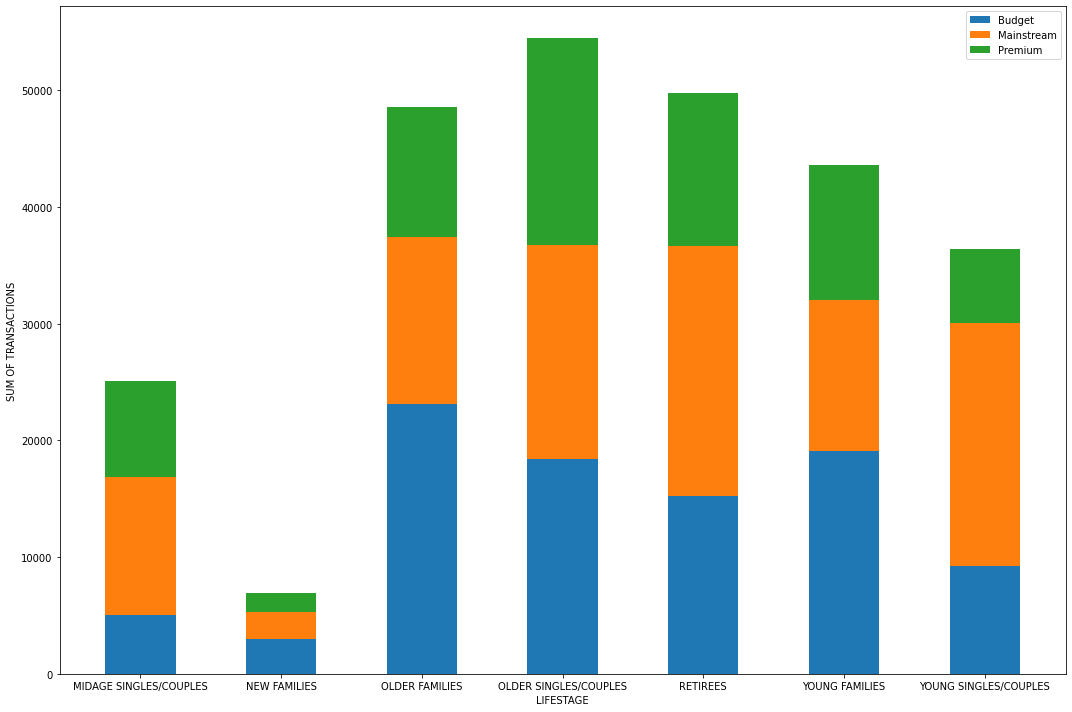 Budget
Mainstream
Premium
SUM OF TRANSACTIONS
50000
40000
30000
20000
10000
0
MIDAGE SINGLES/COUPLES
NEW FAMILIES
OLDER FAMILIES
OLDER SINGLES/COUPLES
RETIREES
YOUNG FAMILIES
YOUNG SINGLES/COUPLES
LIFESTAGE